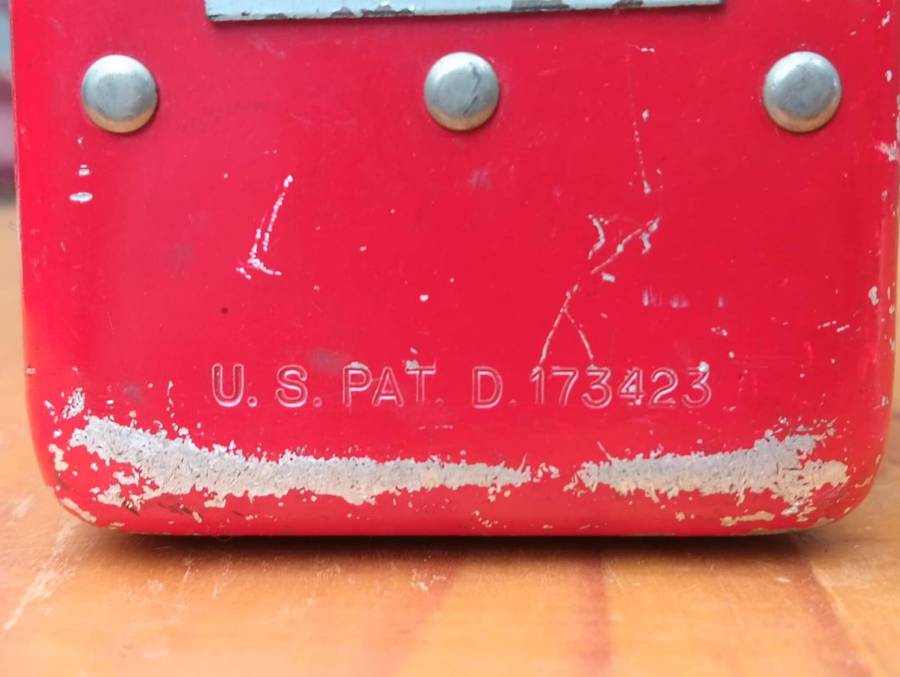 U. S. PAT. D. 173423